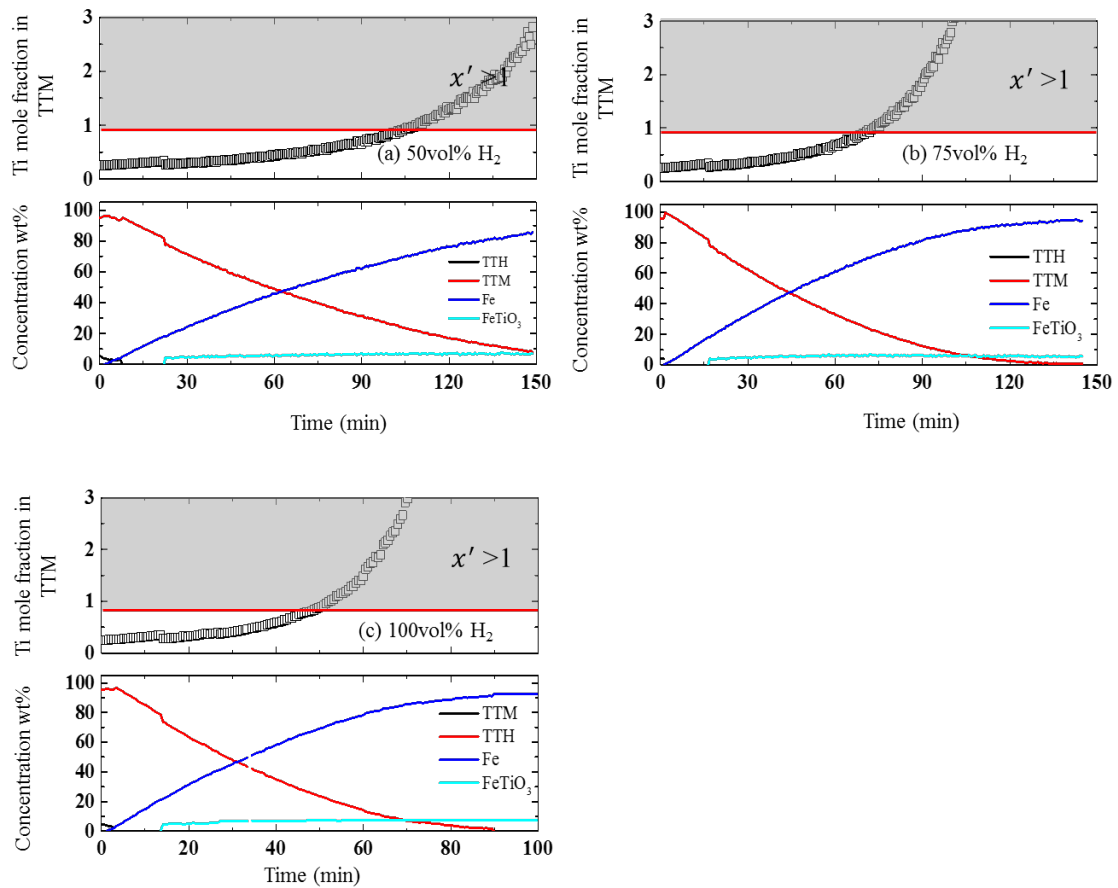 Ti mole fraction in
TTM
3
2
1
0
x′ >1
(a) 50vol% H₂
Concentration wt%
100
80
60
40
20
0
TTH
TTM
Fe
FeTiO₃
0 30 60 90 120 150
Time (min)
Ti mole fraction in
TTM
3
2
1
0
x′ >1
(b) 75vol% H₂
Concentration wt%
100
80
60
40
20
0
TTH
TTM
Fe
FeTiO₃
0 30 60 90 120 150
Time (min)
Ti mole fraction in
TTM
3
2
1
0
x′ >1
(c) 100vol% H₂
Concentration wt%
100
80
60
40
20
0
TTM
TTH
Fe
FeTiO₃
0 20 40 60 80 100
Time (min)